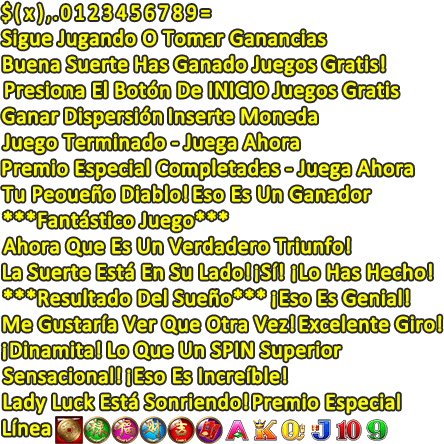 $(x),.0123456789=
Sigue Jugando O Tomar Ganancias
Buena Suerte Has Ganado Juegos Gratis!
Presiona El Botón De INICIO Juegos Gratis
Ganar Dispersión Inserte Moneda
Juego Terminado - Juega Ahora
Premio Especial Completadas - Juega Ahora
Tu Peoueño Diablo! Eso Es Un Ganador
***Fantástico Juego***
Ahora Que Es Un Verdadero Triunfo!
La Suerte Está En Su Lado! ¡Sí! ¡Lo Has Hecho!
***Resultado Del Sueño*** ¡Eso Es Genial!
Me Gustaría Ver Que Otra Vez! Excelente Giro!
¡Dinamita! Lo Que Un SPIN Superior
Sensacional! ¡Eso Es Increíble!
Lady Luck Está Sonriendo! Premio Especial
Línea A K Q J 10 9